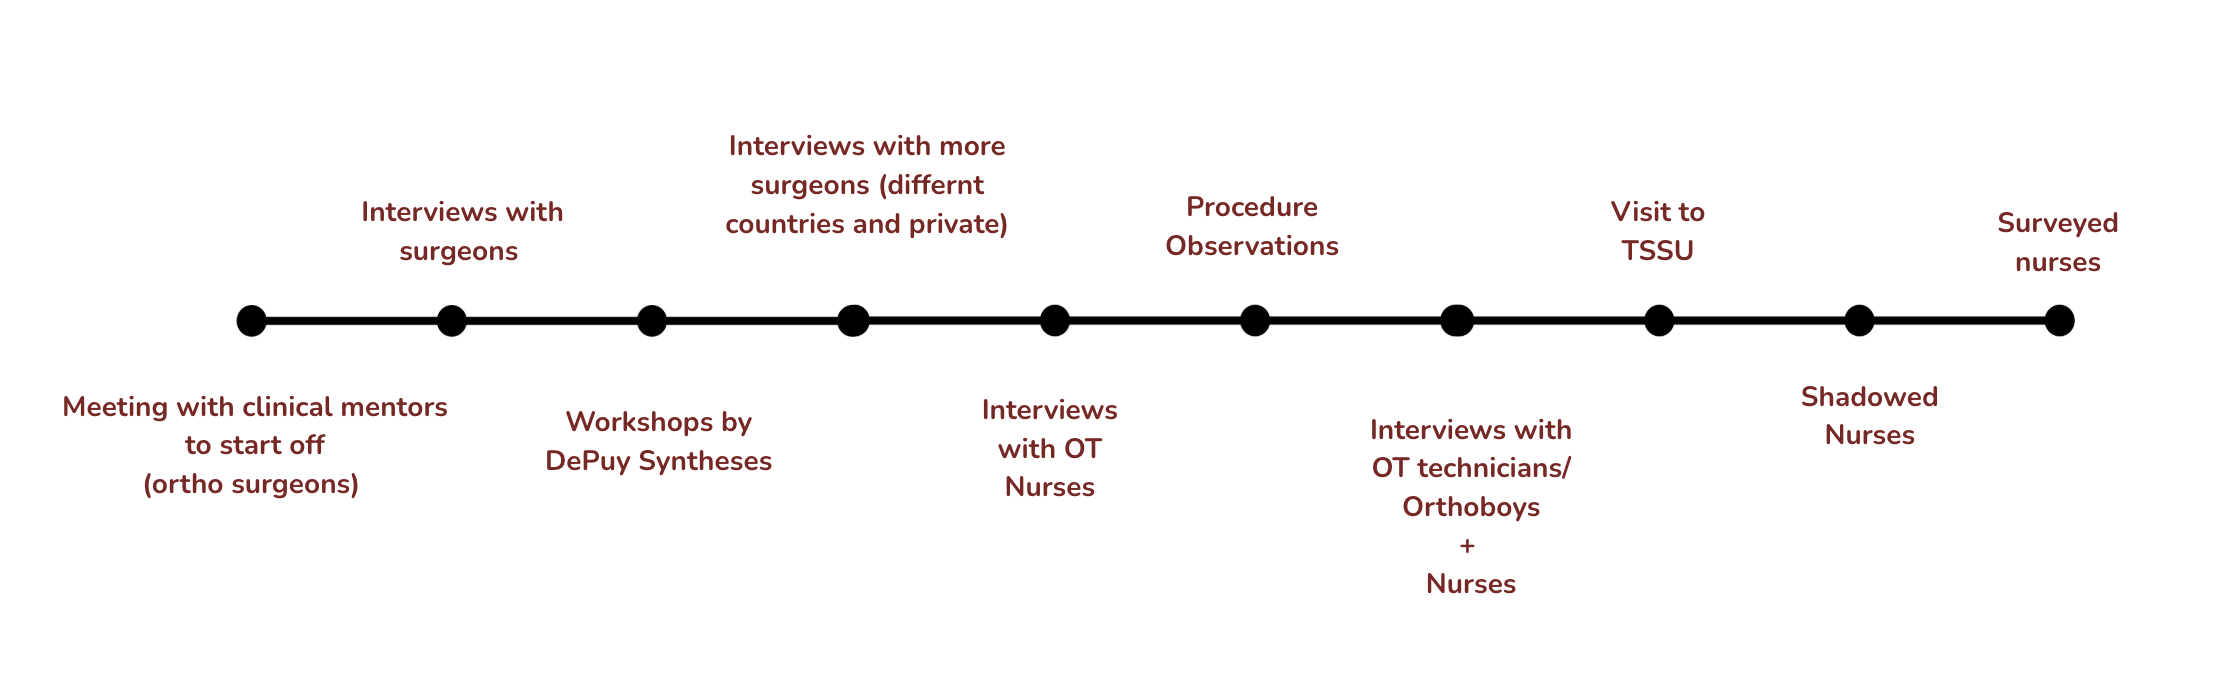 Meeting with clinical mentors
to start off
(ortho surgeons)
Interviews with
surgeons
Workshops by
DePuy Syntheses
Interviews with more
surgeons (differnt
countries and private)
Interviews
with OT
Nurses
Procedure
Observations
Interviews with
OT technicians/
Orthoboys
+
Nurses
Visit to
TSSU
Shadowed
Nurses
Surveyed
nurses